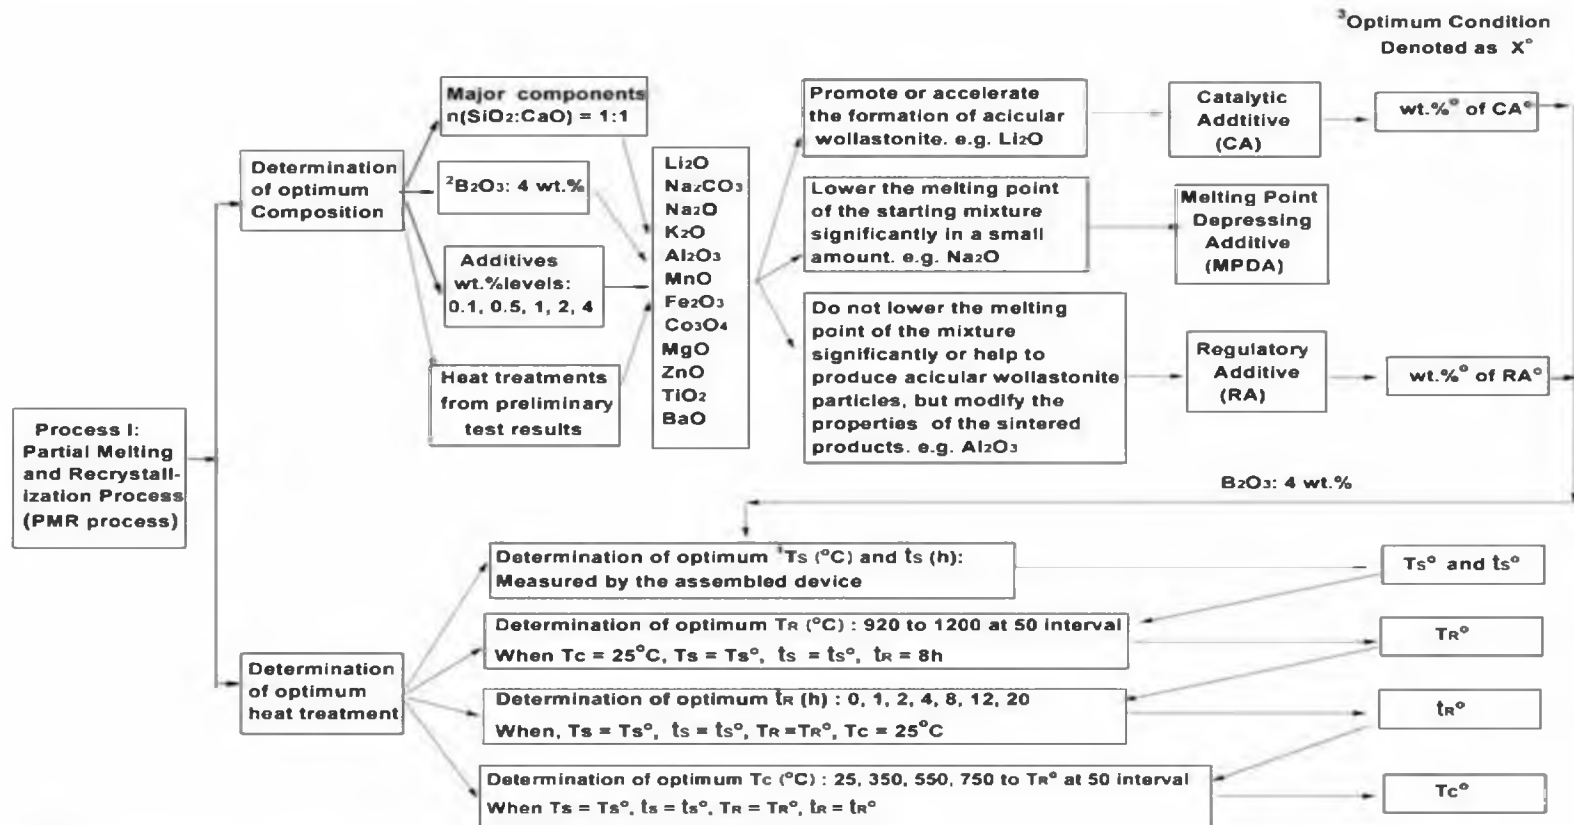 ³Optimum Condition
Denoted as X°
Major components
n(SiO₂:CaO) = 1:1
Promote or accelerate
the formation of acicular
wollastonite. e.g. Li₂O
Catalytic
Addtitive
(CA)
wt.%° of CA°
Determination
of optimum
Composition
²B₂O₃: 4 wt.%
Li₂O
Na₂CO₃
Na₂O
K₂O
Al₂O₃
MnO
Fe₂O₃
Co₃O₄
MgO
ZnO
TiO₂
BaO
Lower the melting point
of the starting mixture
significantly in a small
amount. e.g. Na₂O
Melting Point
Depressing
Additive
(MPDA)
Additives
wt.%levels:
0.1, 0.5, 1, 2, 4
Do not lower the melting
point of the mixture
significantly or help to
produce acicular wollastonite
particles, but modify the
properties of the sintered
products. e.g. Al₂O₃
Regulatory
Additive
(RA)
wt.%° of RA°
Heat treatments
from preliminary
test results
Process I:
Partial Melting
and Recrystall-
ization Process
(PMR process)
B₂O₃: 4 wt.%
Determination of optimum ¹Ts (°C) and ts (h):
Measured by the assembled device
Ts° and ts°
Determination of optimum TR (°C) : 920 to 1200 at 50 interval
When Tc = 25°C, Ts = Ts°, ts = ts°, tR = 8h
TR°
Determination
of optimum
heat treatment
Determination of optimum tR (h) : 0, 1, 2, 4, 8, 12, 20
When, Ts = Ts°, ts = ts°, TR =TR°, Tc = 25°C
tR°
Determination of optimum Tc (°C) : 25, 350, 550, 750 to TR° at 50 interval
When Ts = Ts°, ts = ts°, TR = TR°, tR = tR°
Tc°